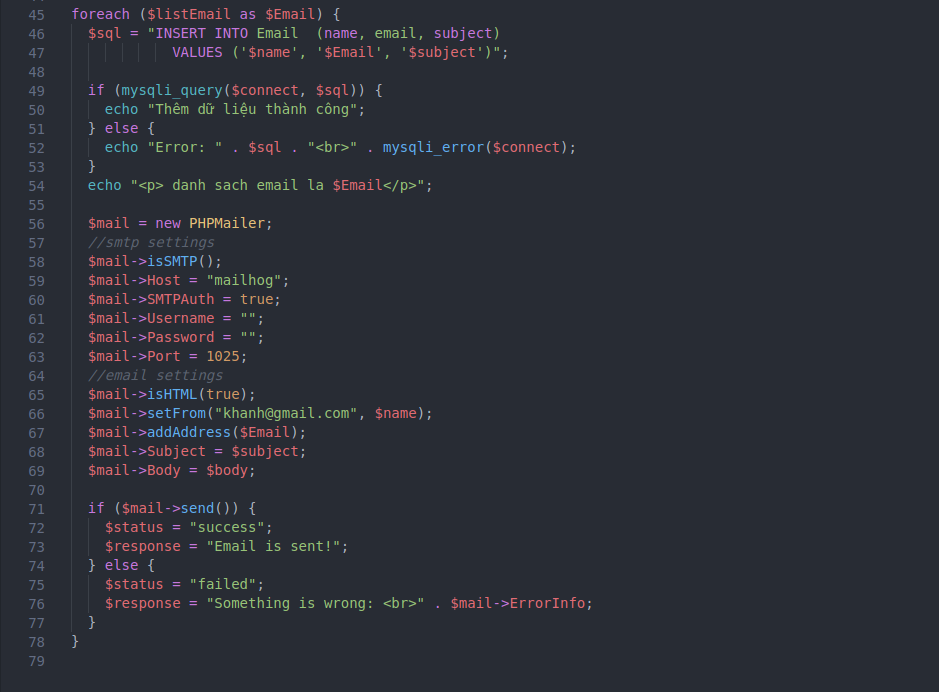 45 foreach ($listEmail as $Email) {
46 $sql = "INSERT INTO Email  (name, email, subject)
47 VALUES ('$name', '$Email', '$subject')";
48
49 if (mysqli_query($connect, $sql)) {
50 echo "Thêm dữ liệu thành công";
51 } else {
52 echo "Error: " . $sql . "<br>" . mysqli_error($connect);
53 }
54 echo "<p> danh sach email la $Email</p>";
55
56 $mail = new PHPMailer;
57 //smtp settings
58 $mail->isSMTP();
59 $mail->Host = "mailhog";
60 $mail->SMTPAuth = true;
61 $mail->Username = "";
62 $mail->Password = "";
63 $mail->Port = 1025;
64 //email settings
65 $mail->isHTML(true);
66 $mail->setFrom("khanh@gmail.com", $name);
67 $mail->addAddress($Email);
68 $mail->Subject = $subject;
69 $mail->Body = $body;
70
71 if ($mail->send()) {
72 $status = "success";
73 $response = "Email is sent!";
74 } else {
75 $status = "failed";
76 $response = "Something is wrong: <br>" . $mail->ErrorInfo;
77 }
78 }
79